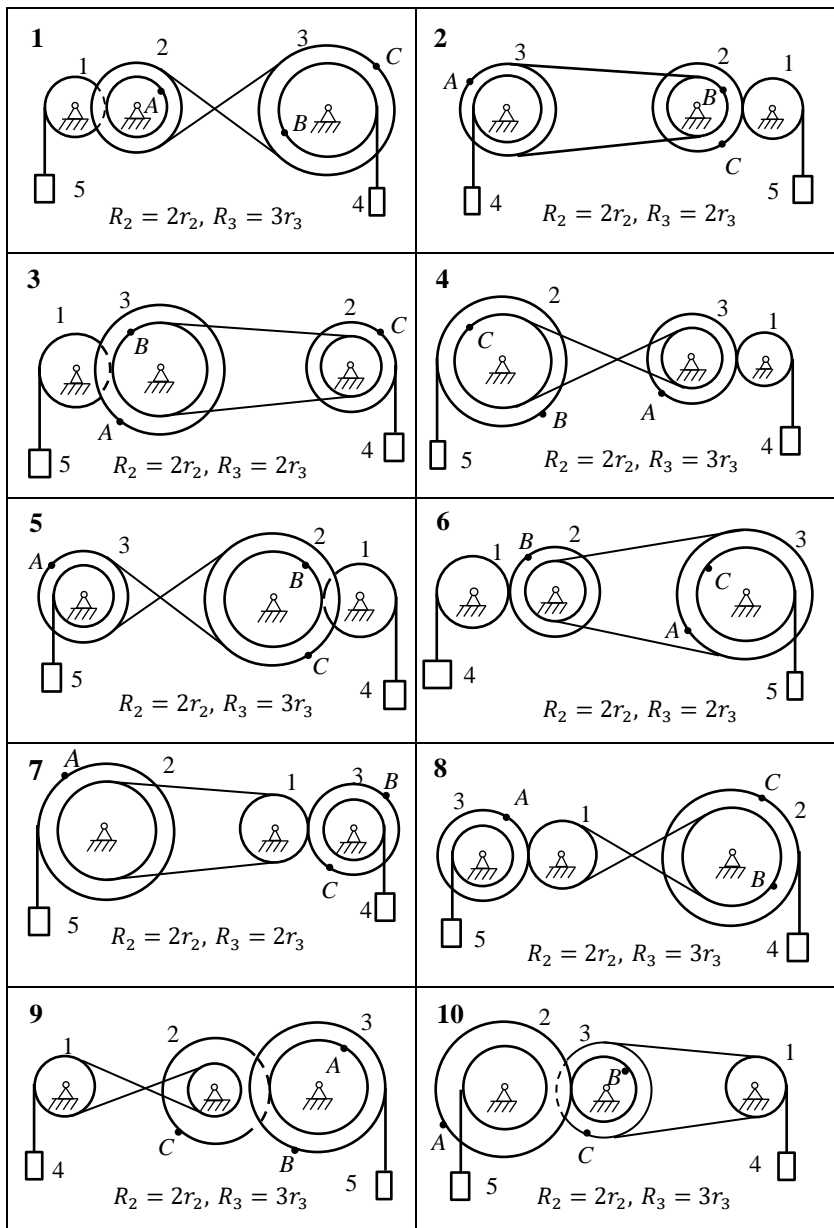 1
1
2
3
C
A
B
5
4
R₂ = 2r₂, R₃ = 3r₃
2
3
2
1
A
B
C
4
5
R₂ = 2r₂, R₃ = 2r₃
3
1
3
2
C
B
A
5
4
R₂ = 2r₂, R₃ = 2r₃
4
2
3
1
C
A
B
5
4
R₂ = 2r₂, R₃ = 3r₃
5
A
3
2
1
B
C
5
4
R₂ = 2r₂, R₃ = 3r₃
6
1
B
2
3
C
A
4
5
R₂ = 2r₂, R₃ = 2r₃
7
A
2
1
3
B
C
5
4
R₂ = 2r₂, R₃ = 2r₃
8
3
A
1
C
2
B
5
4
R₂ = 2r₂, R₃ = 3r₃
9
1
2
3
A
C
B
4
5
R₂ = 2r₂, R₃ = 3r₃
10
2
3
1
B
A
C
5
4
R₂ = 2r₂, R₃ = 3r₃